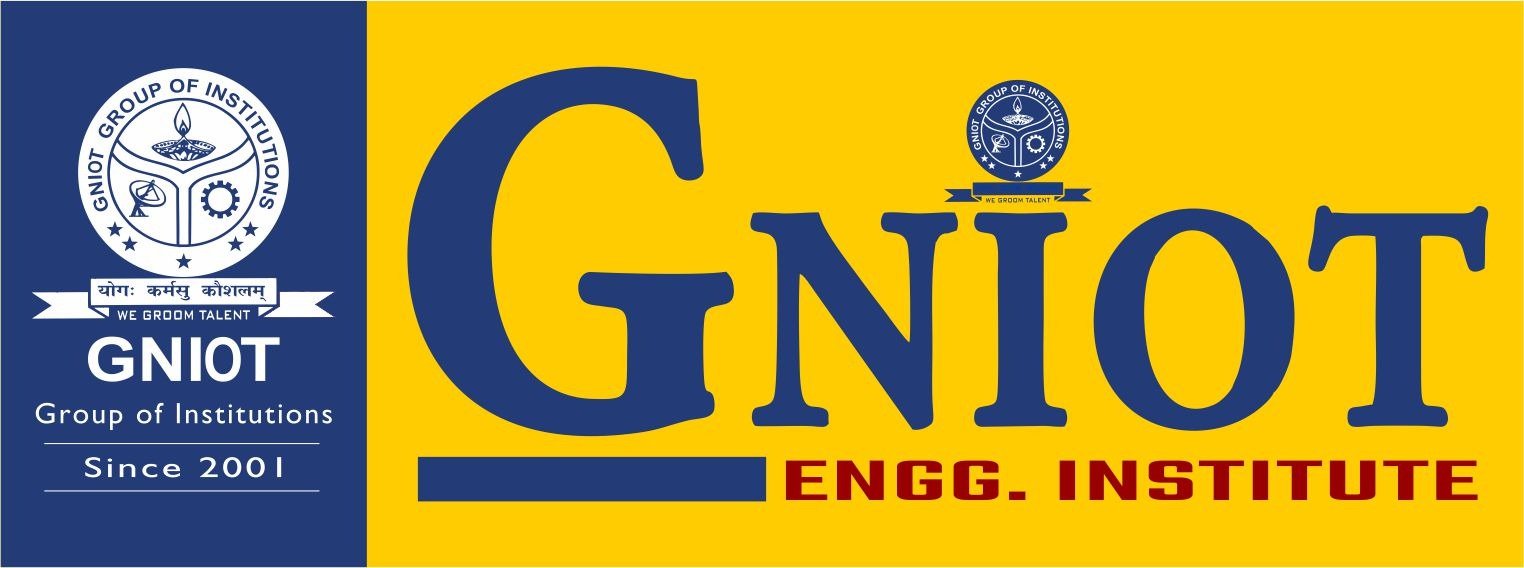 GNIOT GROUP OF INSTITUTIONS
योगः कर्मसु कौशलम्
WE GROOM TALENT
GNIOT
Group of Institutions
Since 2001
GNIOT GROUP OF INSTITUTIONS
WE GROOM TALENT
GNIOT
ENGG. INSTITUTE